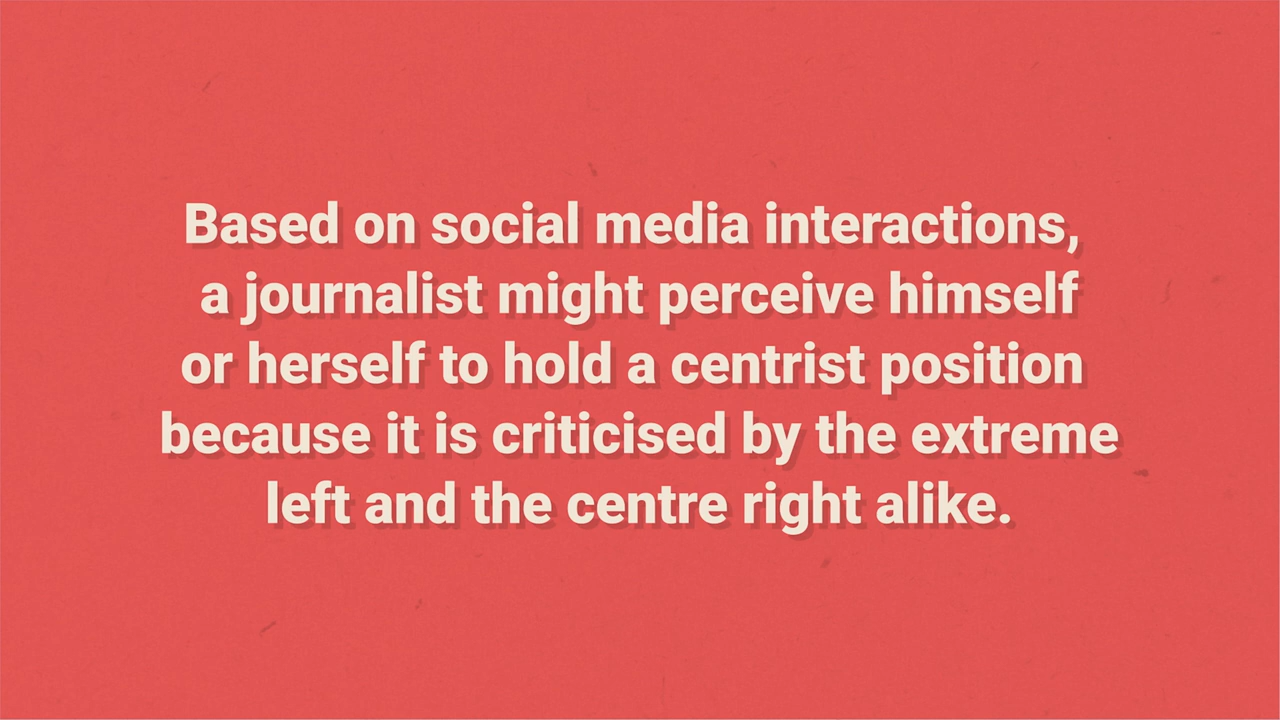 Based on social media interactions,
a journalist might perceive himself
or herself to hold a centrist position
because it is criticised by the extreme
left and the centre right alike.